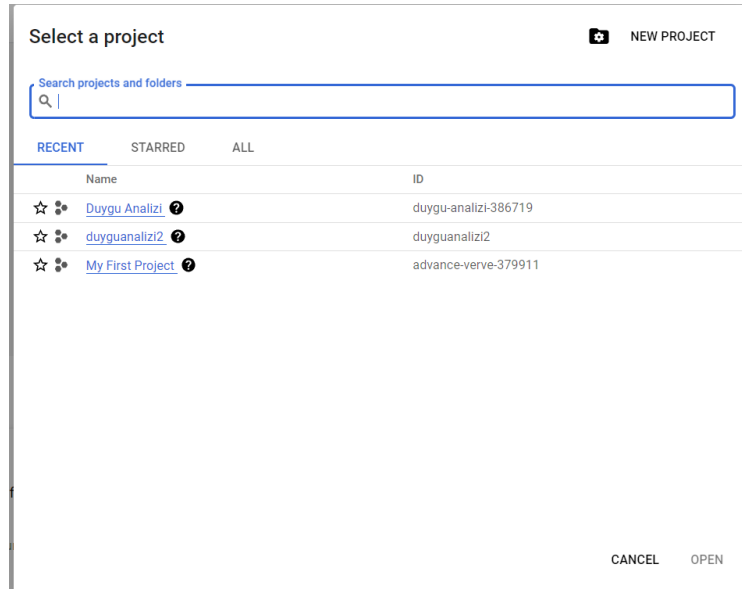 Select a project
NEW PROJECT
Search projects and folders
RECENT STARRED ALL
Name ID
Duygu Analizi duygu-analizi-386719
duyguanalizi2 duyguanalizi2
My First Project advance-verve-379911
CANCEL OPEN